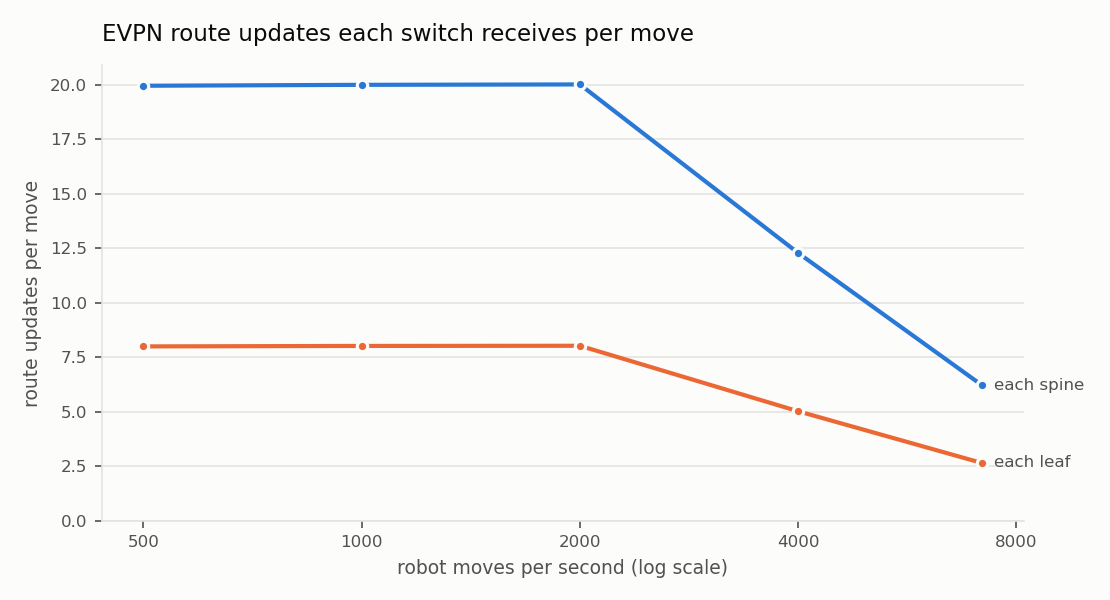 EVPN route updates each switch receives per move
route updates per move
20.0
17.5
15.0
12.5
10.0
7.5
5.0
2.5
0.0
each spine
each leaf
500
1000
2000
4000
8000
robot moves per second (log scale)